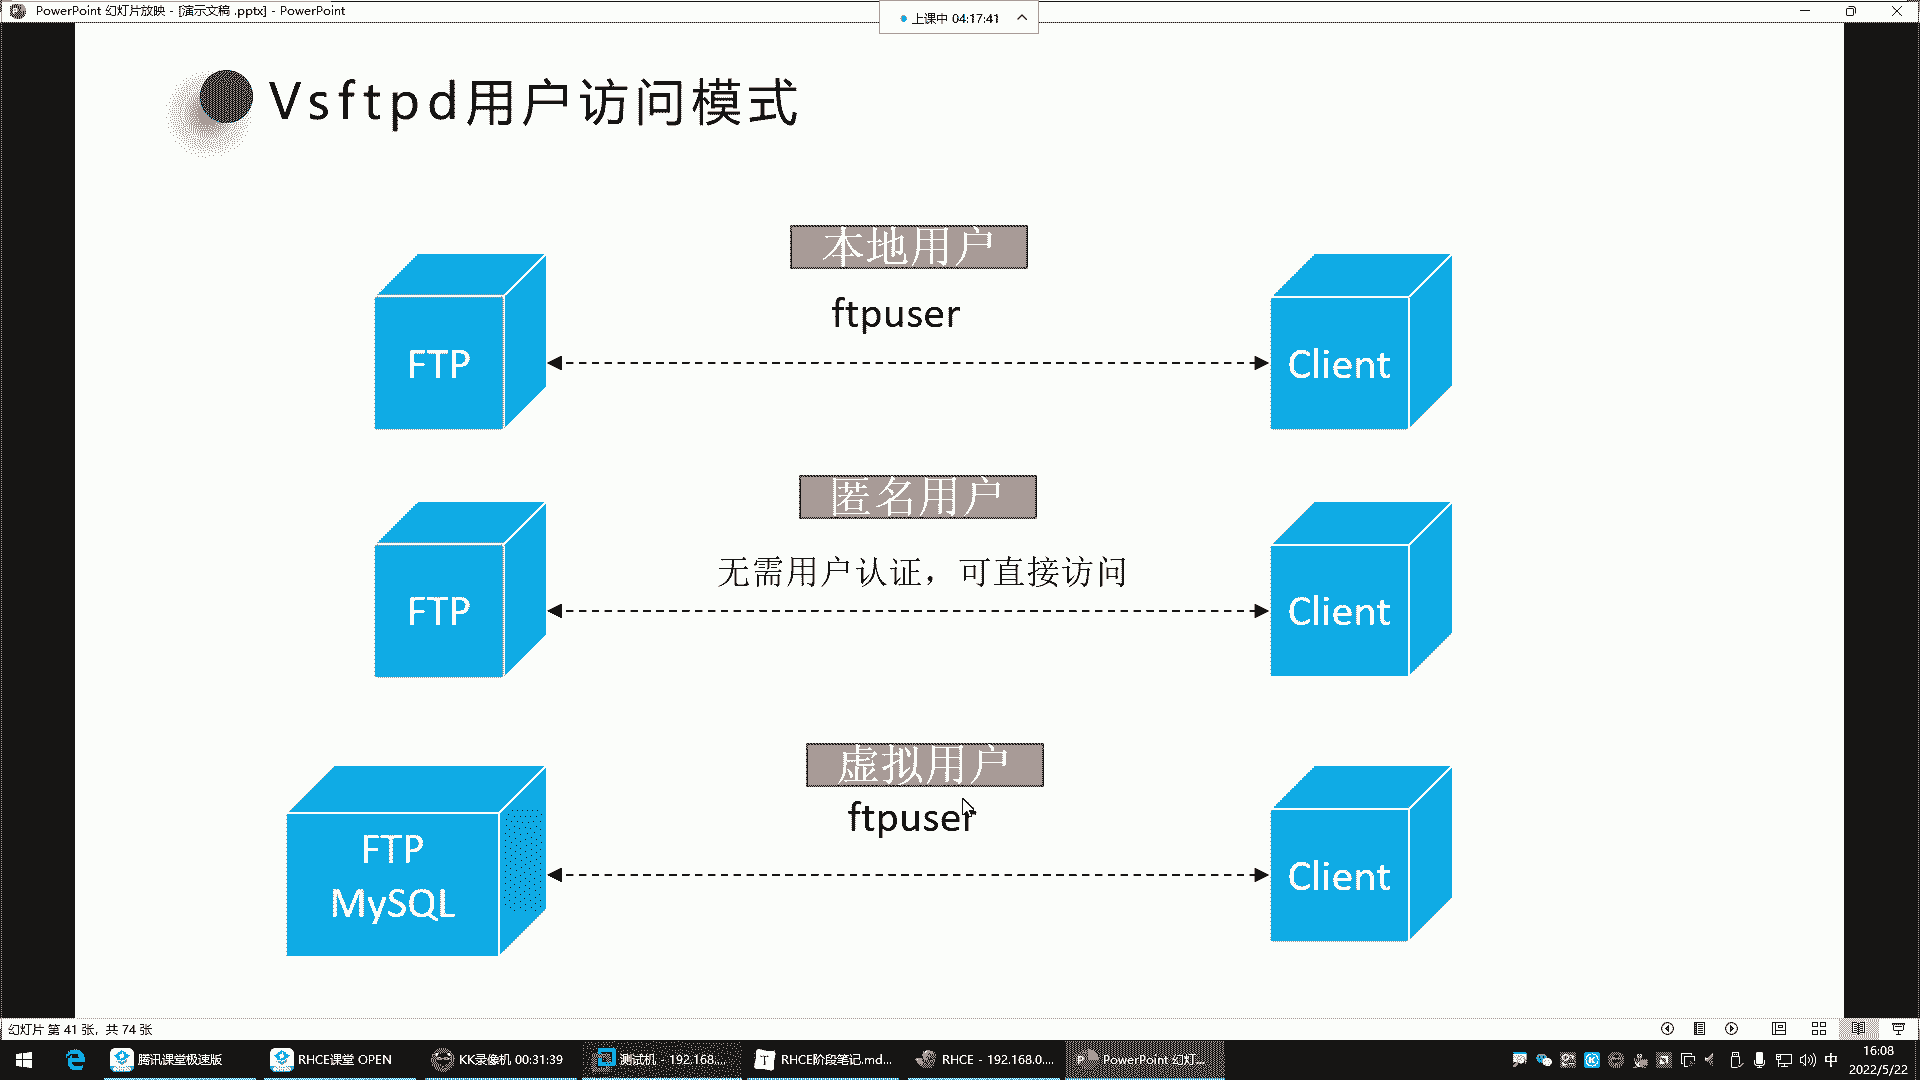 PowerPoint 幻灯片放映 - [演示文稿 .pptx] - PowerPoint
上课中 04:17:41
Vsftpd用户访问模式
本地用户
ftpuser
FTP
Client
匿名用户
无需用户认证，可直接访问
FTP
Client
虚拟用户
ftpuser
FTP
MySQL
Client
幻灯片 第 41 张，共 74 张
腾讯课堂极速版
RHCE课堂 OPEN
KK录像机 00:31:39
测试机 - 192.168....
RHCE阶段笔记.md...
RHCE - 192.168.0....
PowerPoint 幻灯...
中
16:08
2022/5/22